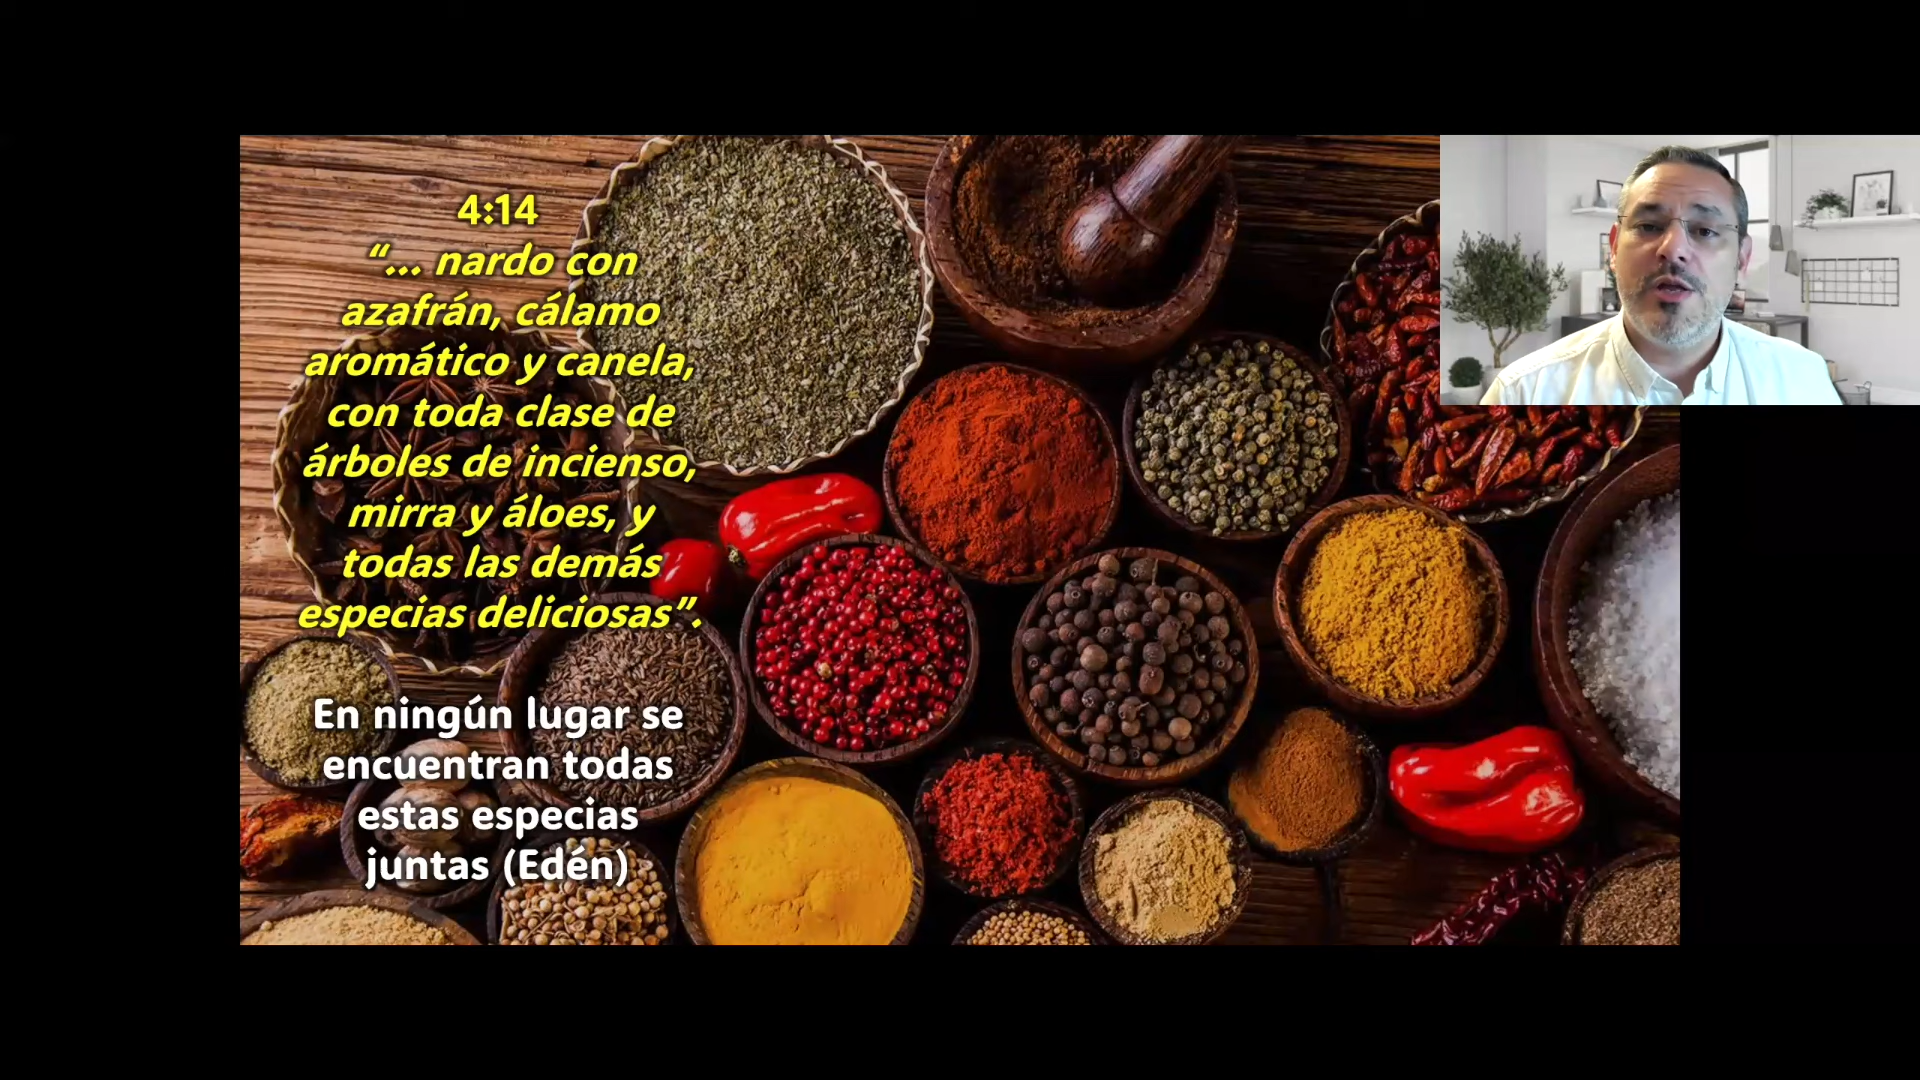 4:14
“... nardo con
azafrán, cálamo
aromático y canela,
con toda clase de
árboles de incienso,
mirra y áloes, y
todas las demás
especias deliciosas”.
En ningún lugar se
encuentran todas
estas especias
juntas (Edén)